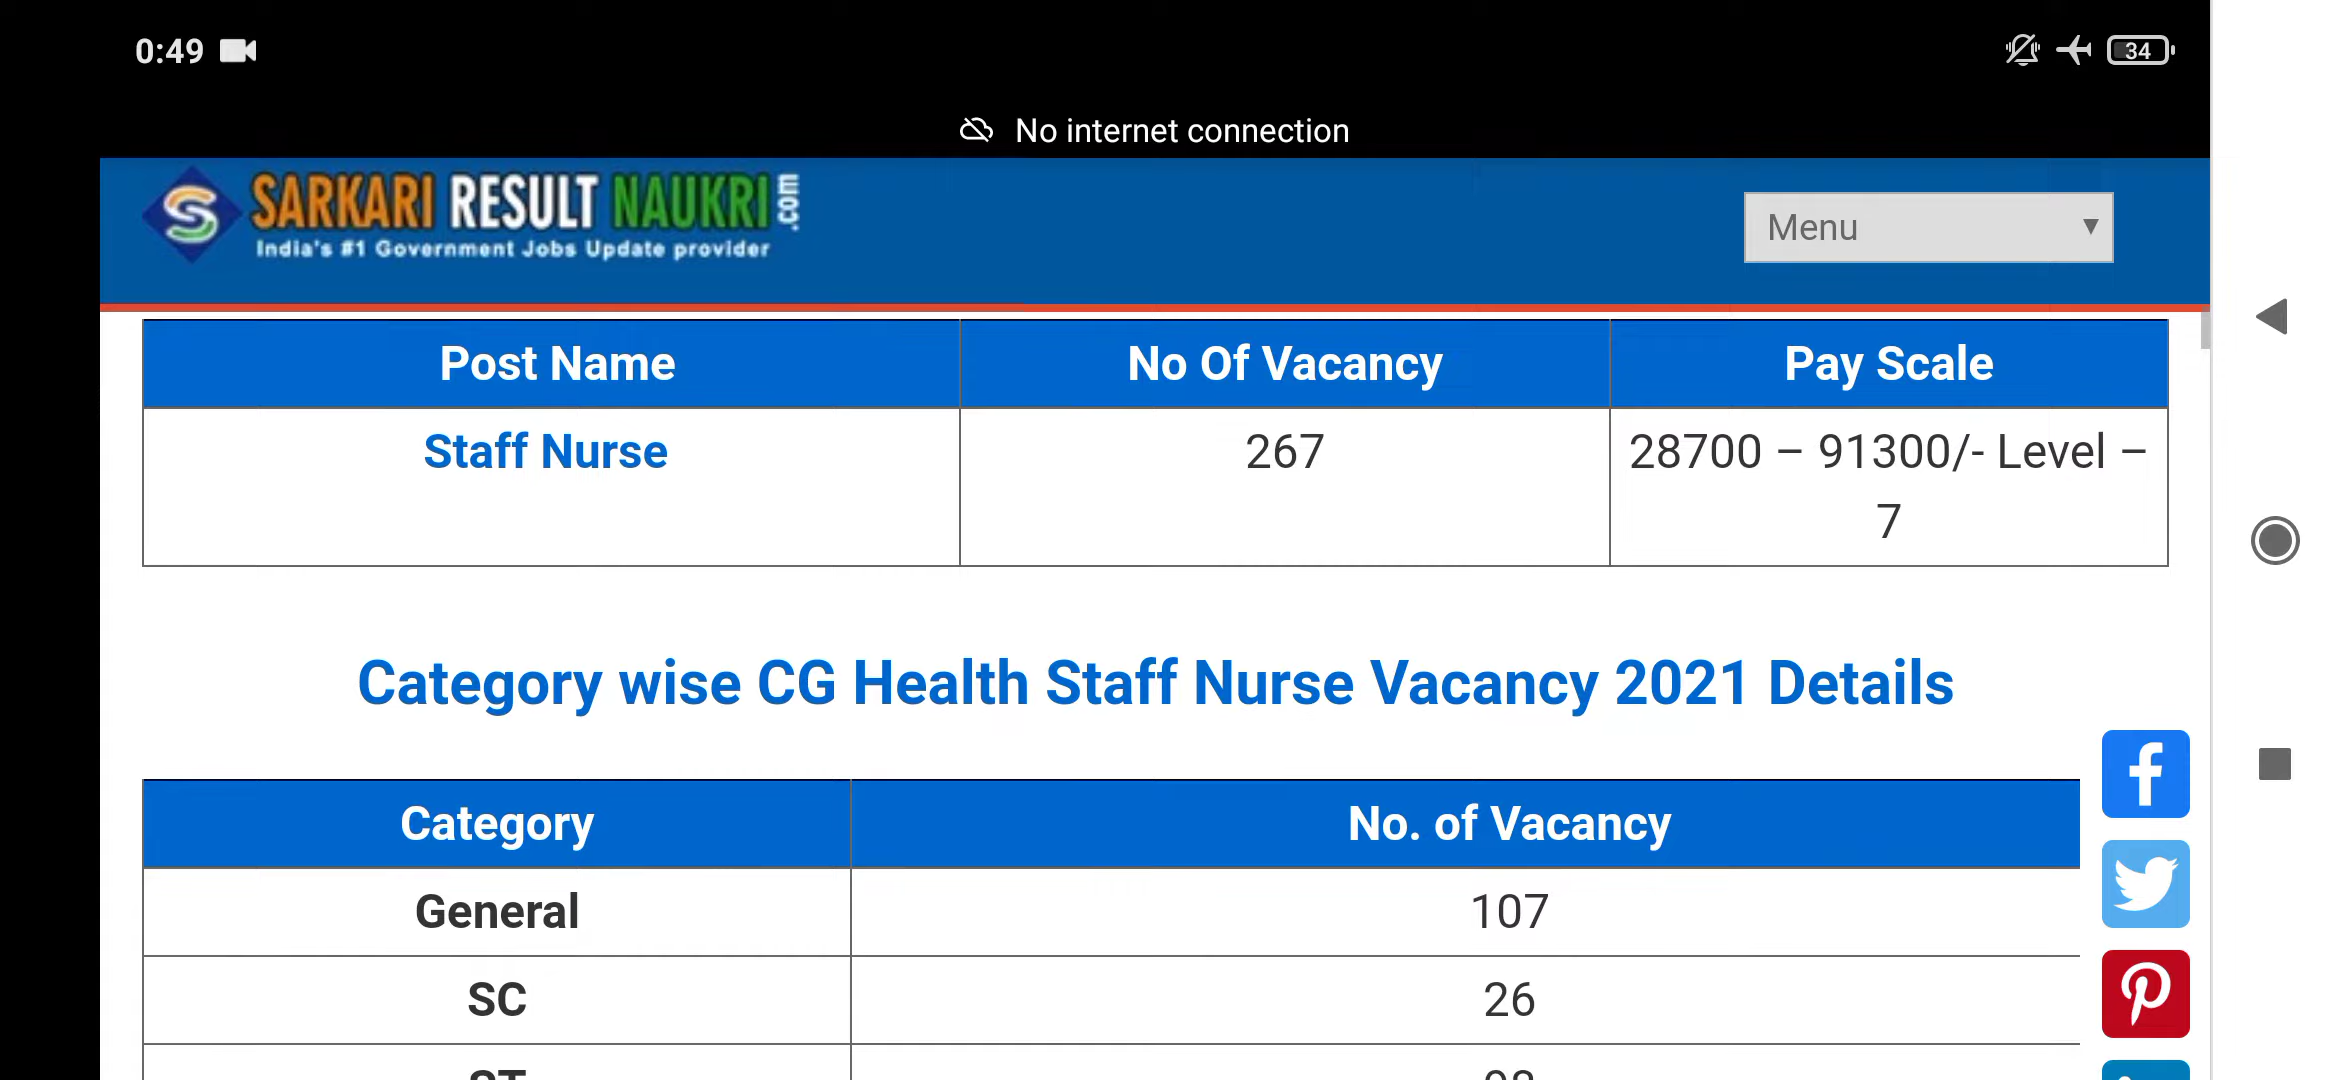 0:49
34
No internet connection
SARKARI RESULT NAUKRI .com
India's #1 Government Jobs Update provider
Menu
Post Name No Of Vacancy Pay Scale
Staff Nurse 267 28700 – 91300/- Level –
7
Category wise CG Health Staff Nurse Vacancy 2021 Details
Category No. of Vacancy
General 107
SC 26